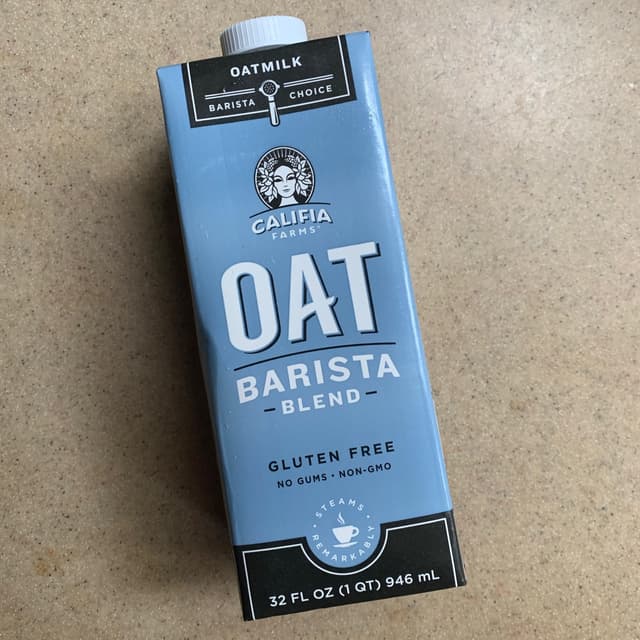 OATMILK
BARISTA CHOICE
CALIFIA
FARMS®
OAT
BARISTA
- BLEND -
GLUTEN FREE
NO GUMS • NON-GMO
• STEAMS •
REMARKABLY
32 FL OZ (1 QT) 946 mL